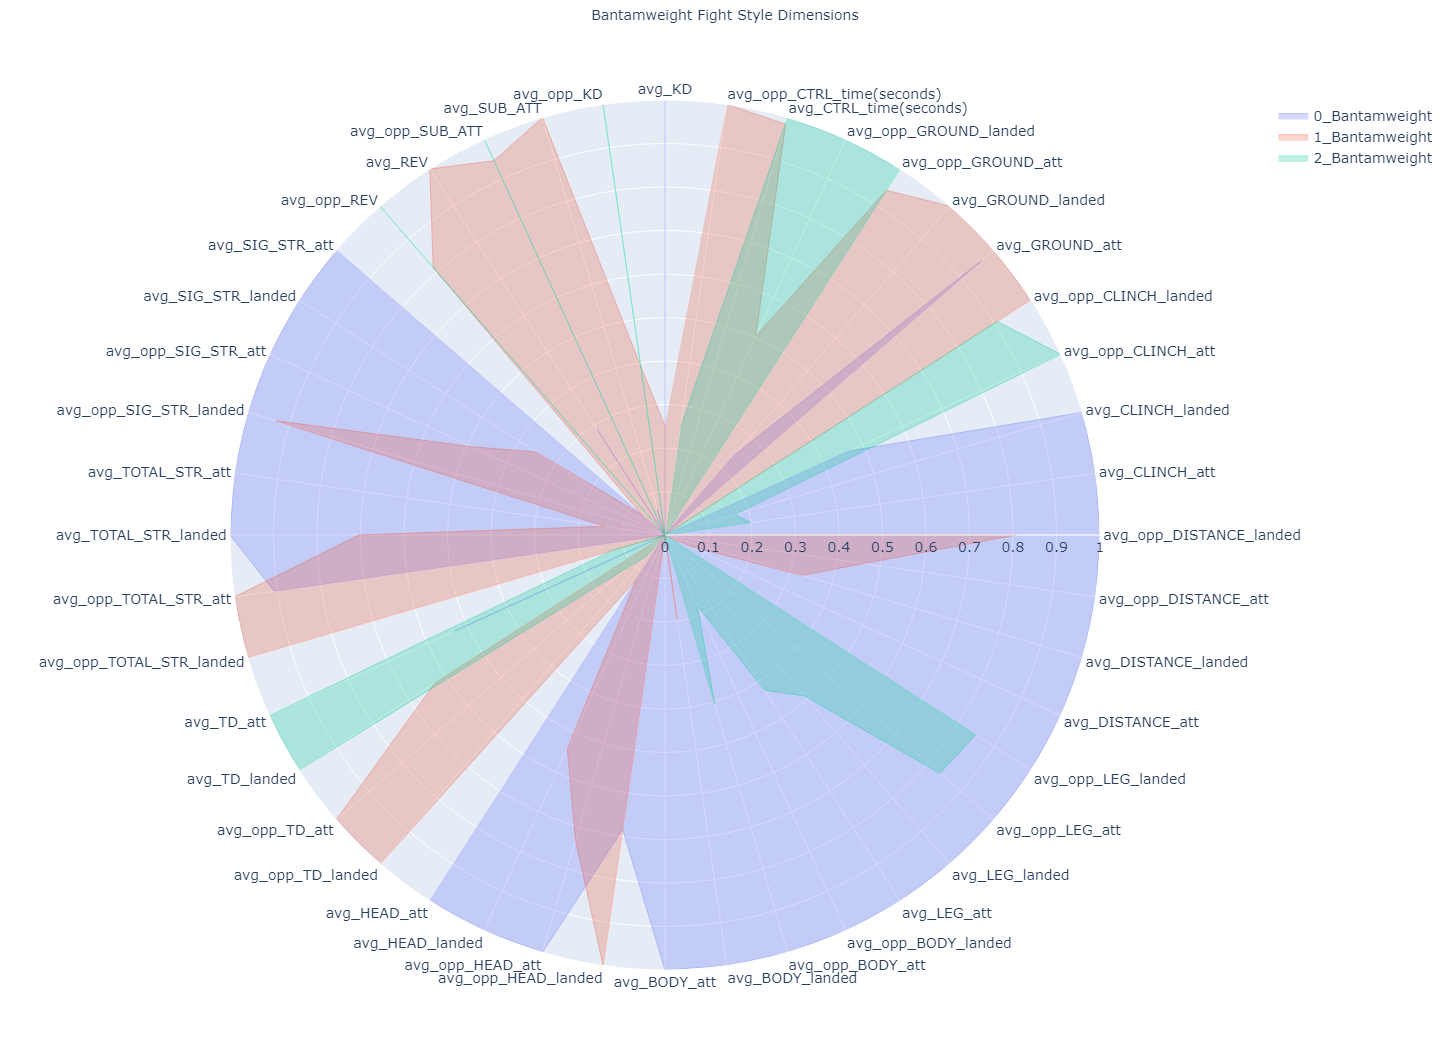 Bantamweight Fight Style Dimensions
0_Bantamweight
1_Bantamweight
2_Bantamweight
avg_KD
avg_opp_KD
avg_SUB_ATT
avg_opp_SUB_ATT
avg_REV
avg_opp_REV
avg_SIG_STR_att
avg_SIG_STR_landed
avg_opp_SIG_STR_att
avg_opp_SIG_STR_landed
avg_TOTAL_STR_att
avg_TOTAL_STR_landed
avg_opp_TOTAL_STR_att
avg_opp_TOTAL_STR_landed
avg_TD_att
avg_TD_landed
avg_opp_TD_att
avg_opp_TD_landed
avg_HEAD_att
avg_HEAD_landed
avg_opp_HEAD_att
avg_opp_HEAD_landed
avg_BODY_att
avg_BODY_landed
avg_opp_BODY_att
avg_opp_BODY_landed
avg_LEG_att
avg_LEG_landed
avg_opp_LEG_att
avg_opp_LEG_landed
avg_DISTANCE_att
avg_DISTANCE_landed
avg_opp_DISTANCE_att
avg_opp_DISTANCE_landed
avg_CLINCH_att
avg_CLINCH_landed
avg_opp_CLINCH_att
avg_opp_CLINCH_landed
avg_GROUND_att
avg_GROUND_landed
avg_opp_GROUND_att
avg_opp_GROUND_landed
avg_CTRL_time(seconds)
avg_opp_CTRL_time(seconds)
0 0.1 0.2 0.3 0.4 0.5 0.6 0.7 0.8 0.9 1